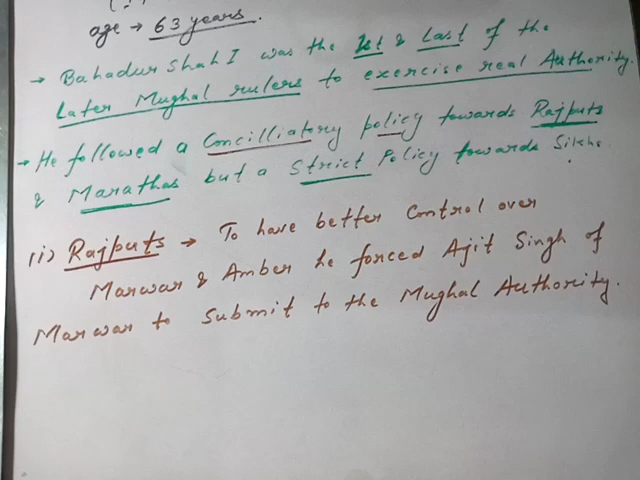 age → 63 years.
→ Bahadur Shah I was the 1st & Last of the
Later Mughal rulers to exercise real Authority.
→ He followed a Concilliatory policy towards Rajputs
& Marathas but a Strict Policy towards Sikhs.
(i) Rajputs → To have better Control over
Marwar & Amber he forced Ajit Singh of
Marwar to Submit to the Mughal Authority.